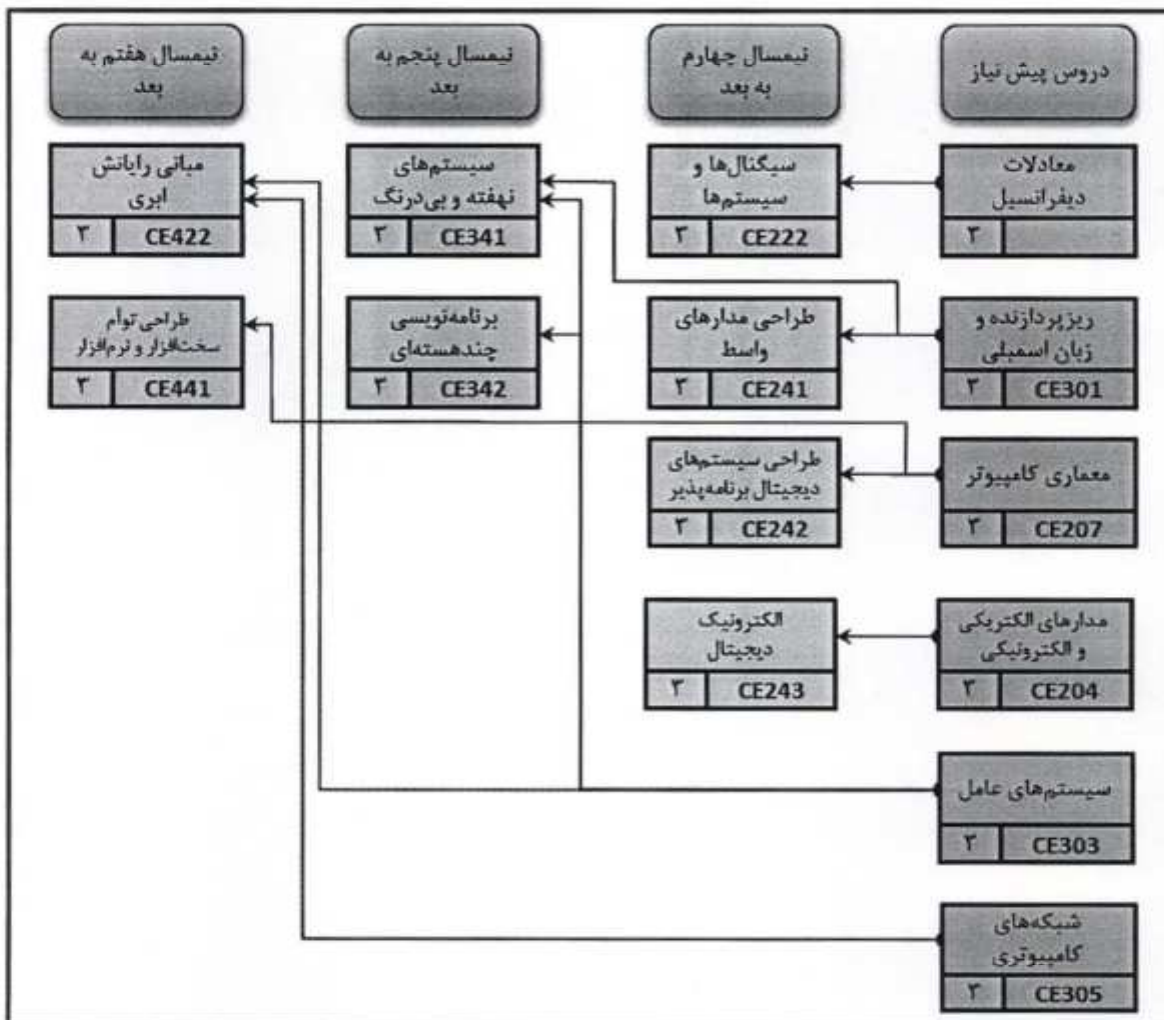 دروس پیش نیاز
نیمسال چهارم
به بعد
نیمسال پنجم به
بعد
نیمسال هفتم به
بعد
معادلات
دیفرانسیل
۳
سیگنال‌ها و
سیستم‌ها
CE222 ۳
سیستم‌های
نهفته و بی‌درنگ
CE341 ۳
مبانی رایانش
ابری
CE422 ۳
ریزپردازنده و
زبان اسمبلی
CE301 ۳
طراحی مدارهای
واسط
CE241 ۳
برنامه‌نویسی
چندهسته‌ای
CE342 ۳
طراحی توأم
سخت‌افزار و نرم‌افزار
CE441 ۳
معماری کامپیوتر
CE207 ۳
طراحی سیستم‌های
دیجیتال برنامه‌پذیر
CE242 ۳
مدارهای الکتریکی
و الکترونیکی
CE204 ۳
الکترونیک
دیجیتال
CE243 ۳
سیستم‌های عامل
CE303 ۳
شبکه‌های
کامپیوتری
CE305 ۳